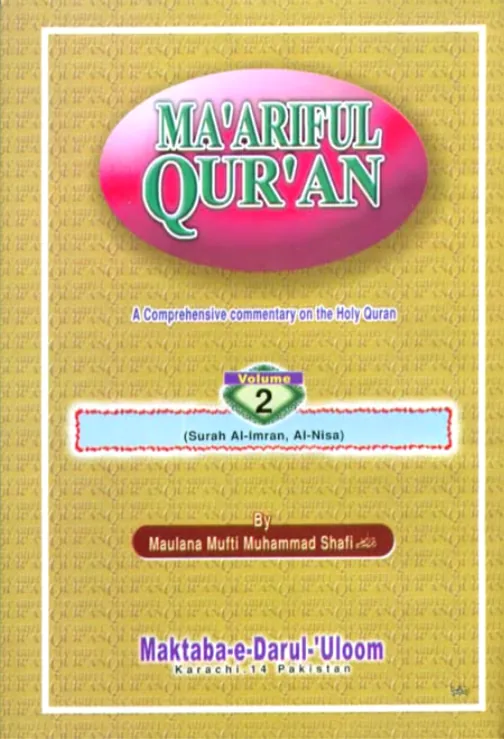 MA'ARIFUL
QUR'AN
A Comprehensive commentary on the Holy Quran
Volume
2
(Surah Al-Imran, Al-Nisa)
By
Maulana Mufti Muhammad Shafi
Maktaba-e-Darul-'Uloom
Karachi.14 Pakistan